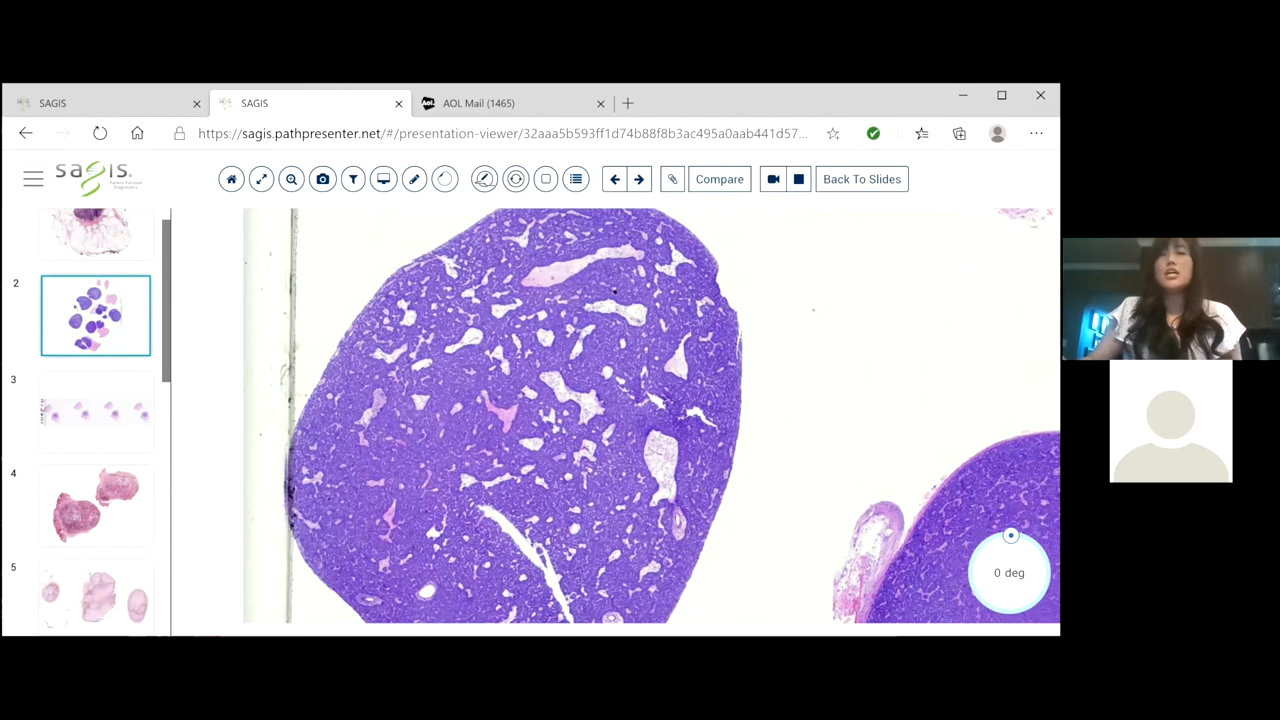 SAGIS
SAGIS
Aol.
AOL Mail (1465)
https://sagis.pathpresenter.net/#/presentation-viewer/32aaa5b593ff1d74b88f8b3ac495a0aab441d57...
sagis
Compare
Back To Slides
2
3
4
5
0 deg